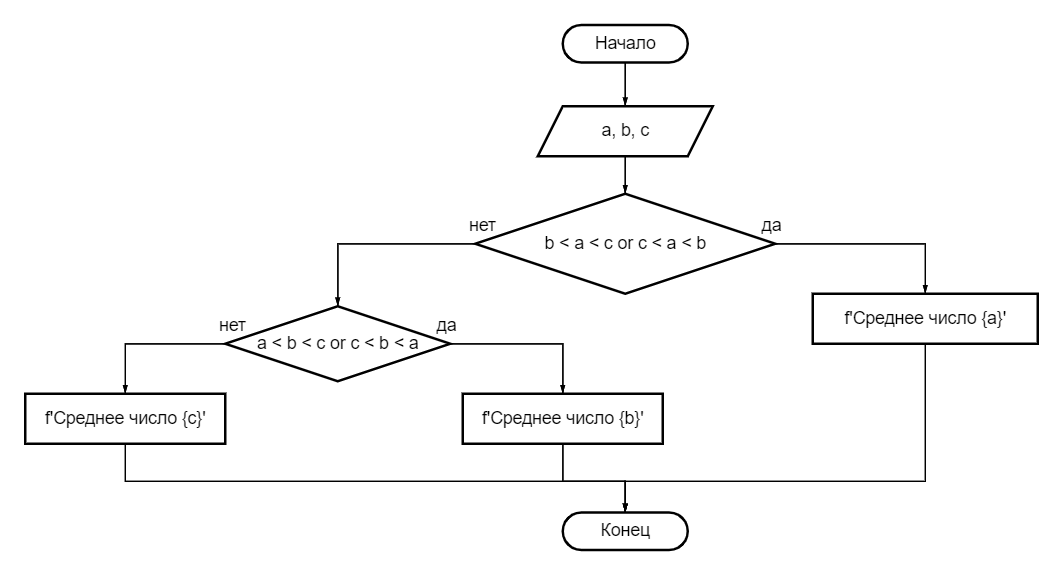 Начало
a, b, c
нет
да
b < a < c or c < a < b
f'Среднее число {a}'
нет
да
a < b < c or c < b < a
f'Среднее число {c}'
f'Среднее число {b}'
Конец